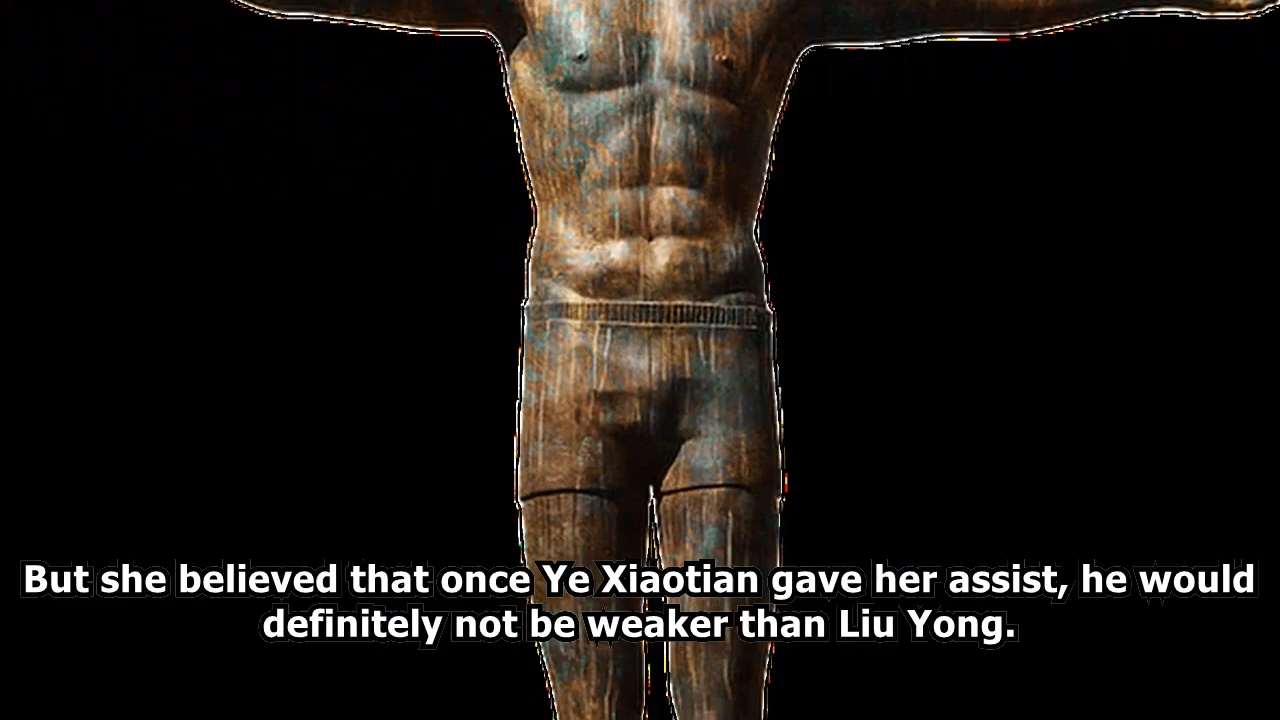 But she believed that once Ye Xiaotian gave her assist, he would
definitely not be weaker than Liu Yong.